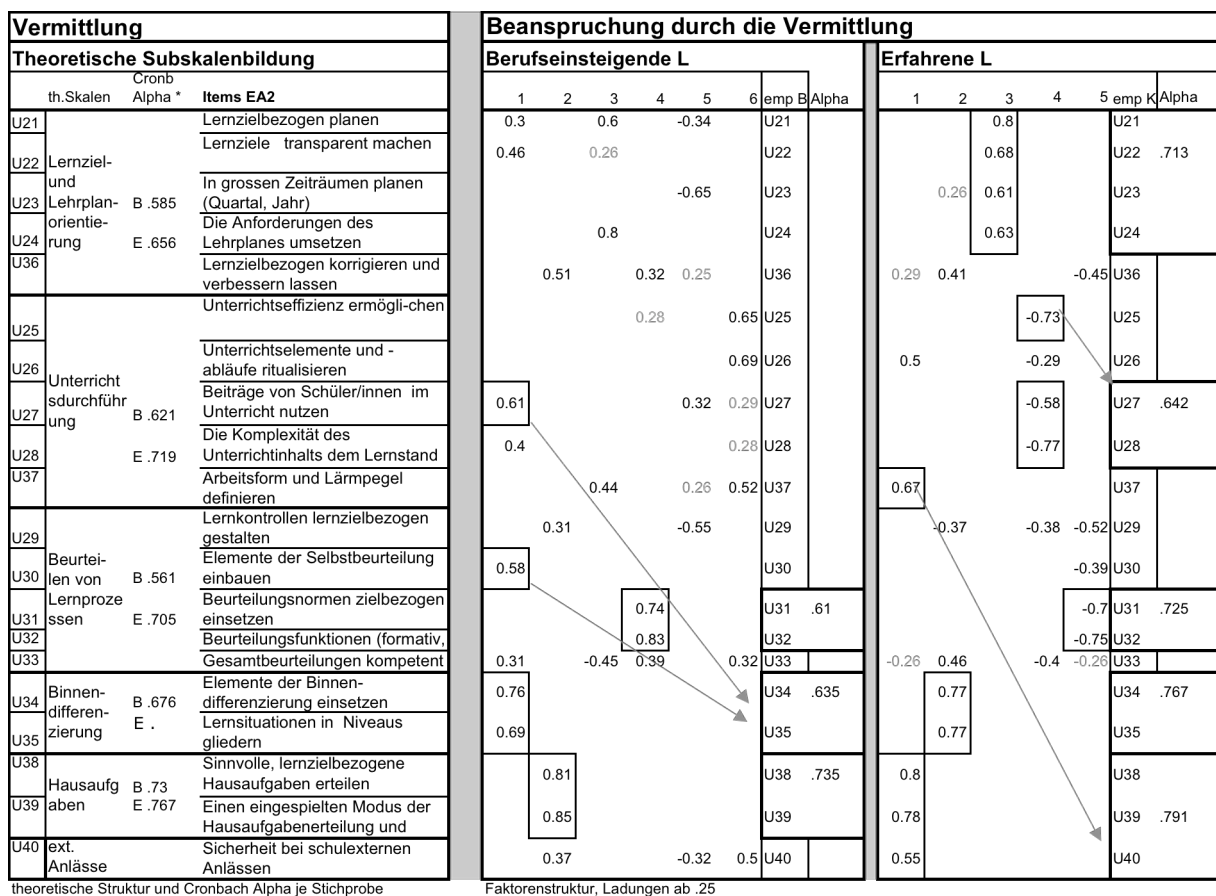 Vermittlung
Beanspruchung durch die Vermittlung
Theoretische Subskalenbildung
Berufseinsteigende L
Erfahrene L
Cronb
th.Skalen Alpha * Items EA2
1 2 3 4 5 6 emp B Alpha
1 2 3 4 5 emp K Alpha
U21 Lernzielbezogen planen 0.3 0.6 -0.34 U21 0.8 U21
Lernziele transparent machen
U22 Lernziel- 0.46 0.26 U22 0.68 U22 .713
und
In grossen Zeiträumen planen
U23 Lehrplan- B .585 (Quartal, Jahr) -0.65 U23 0.26 0.61 U23
orientie-
Die Anforderungen des
U24 rung E .656 Lehrplanes umsetzen 0.8 U24 0.63 U24
U36 Lernzielbezogen korrigieren und
verbessern lassen 0.51 0.32 0.25 U36 0.29 0.41 -0.45 U36
Unterrichtseffizienz ermögli-chen
U25 0.28 0.65 U25 -0.73 U25
Unterrichtselemente und -
U26 abläufe ritualisieren 0.69 U26 0.5 -0.29 U26
Unterricht
sdurchführ
ung
Beiträge von Schüler/innen im
U27 B .621 Unterricht nutzen 0.61 0.32 0.29 U27 -0.58 U27 .642
Die Komplexität des
U28 E .719 Unterrichtinhalts dem Lernstand 0.4 0.28 U28 -0.77 U28
U37 Arbeitsform und Lärmpegel
definieren 0.44 0.26 0.52 U37 0.67 U37
Lernkontrollen lernzielbezogen
U29 gestalten 0.31 -0.55 U29 -0.37 -0.38 -0.52 U29
Beurtei-
len von
Lernproze
ssen
Elemente der Selbstbeurteilung
U30 B .561 einbauen 0.58 U30 -0.39 U30
Beurteilungsnormen zielbezogen
U31 E .705 einsetzen 0.74 U31 .61 -0.7 U31 .725
U32 Beurteilungsfunktionen (formativ, 0.83 U32 -0.75 U32
U33 Gesamtbeurteilungen kompetent 0.31 -0.45 0.39 0.32 U33 -0.26 0.46 -0.4 -0.26 U33
Binnen-
differen-
zierung
Elemente der Binnen-
U34 B .676 differenzierung einsetzen 0.76 U34 .635 0.77 U34 .767
E .
Lernsituationen in Niveaus
U35 gliedern 0.69 U35 0.77 U35
U38 Sinnvolle, lernzielbezogene
Hausaufg B .73 Hausaufgaben erteilen 0.81 U38 .735 0.8 U38
U39 aben E .767 Einen eingespielten Modus der
Hausaufgabenerteilung und 0.85 U39 0.78 U39 .791
U40 ext. Sicherheit bei schulexternen
Anlässe Anlässen 0.37 -0.32 0.5 U40 0.55 U40
theoretische Struktur und Cronbach Alpha je Stichprobe
Faktorenstruktur, Ladungen ab .25